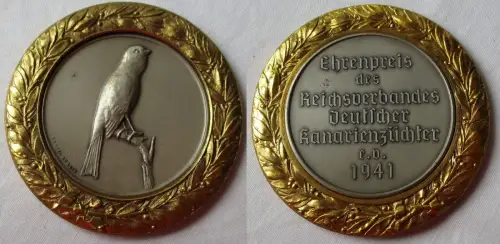 Ehrenpreis
des
Reichsverbandes
Deutscher
Kanarienzüchter
e.V.
1941